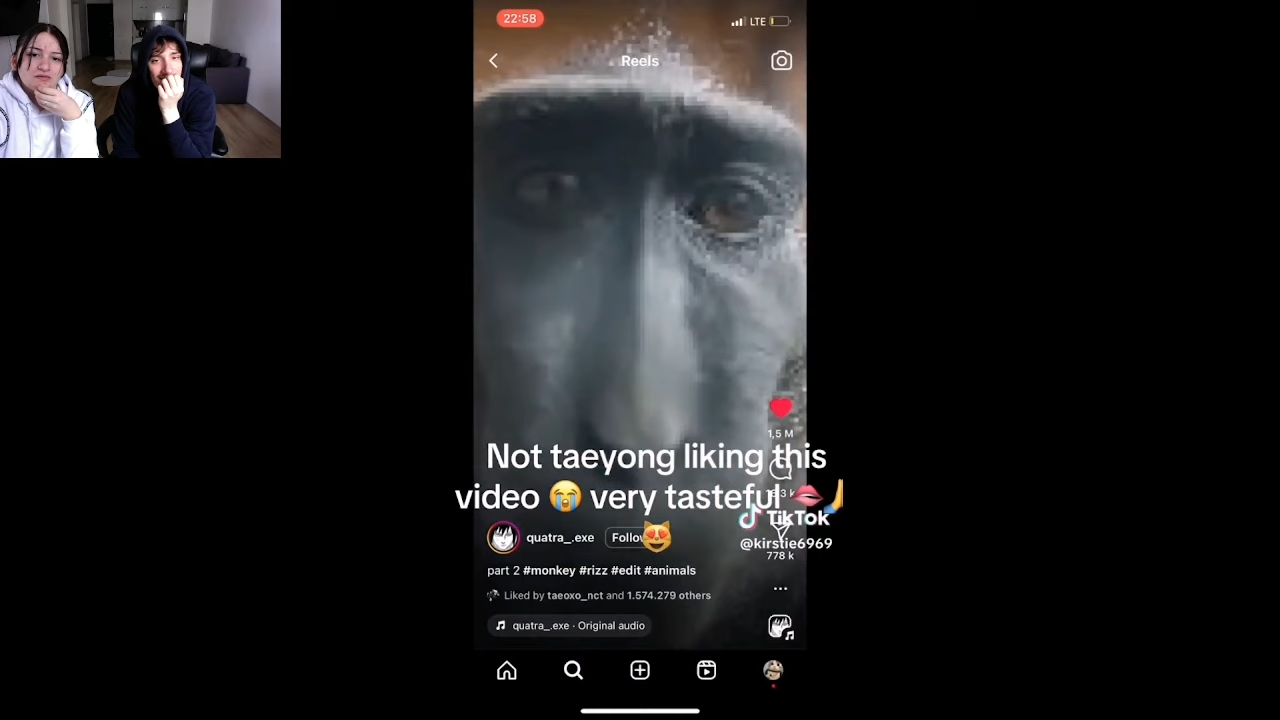 22:58
LTE
Reels
1,5 M
Not taeyong liking this
video 😭 very tasteful 🫦🙏
TikTok
@kirstie6969
quatra_.exe
778 k
part 2 #monkey #rizz #edit #animals
Liked by taeoxo_nct and 1.574.279 others
quatra_.exe · Original audio